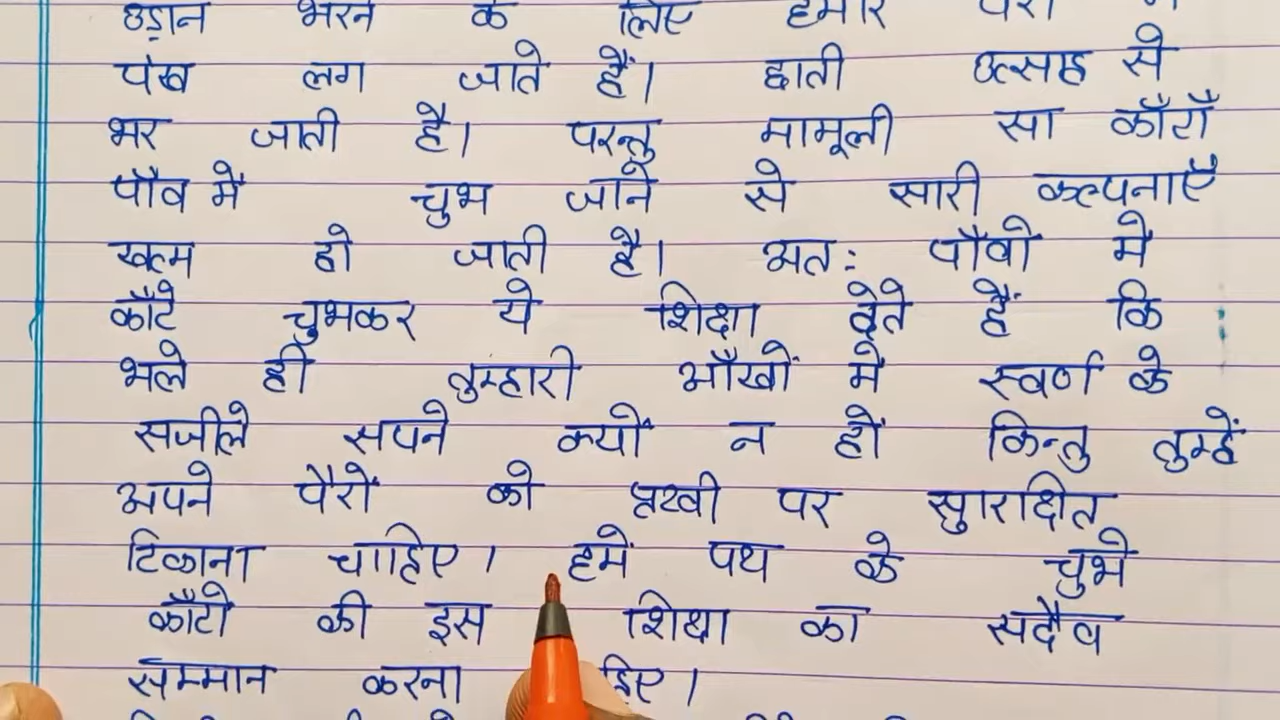 उड़ान भरने के लिए हमारे पैरों में
पंख लग जाते हैं। छाती उत्साह से
भर जाती है। परन्तु मामूली सा काँटाँ
पाँव में चुभ जाने से सारी कल्पनाएँ
खत्म हो जाती है। अतः पाँवो में
काँटे चुभकर ये शिक्षा देते हैं कि
भले ही तुम्हारी आँखों में स्वर्ण के
सजीले सपने क्यों न हों किन्तु तुम्हें
अपने पैरों को पृथ्वी पर सुरक्षित
टिकाना चाहिए। हमें पथ के चुभे
काँटो की इस शिक्षा का सदैव
सम्मान करना